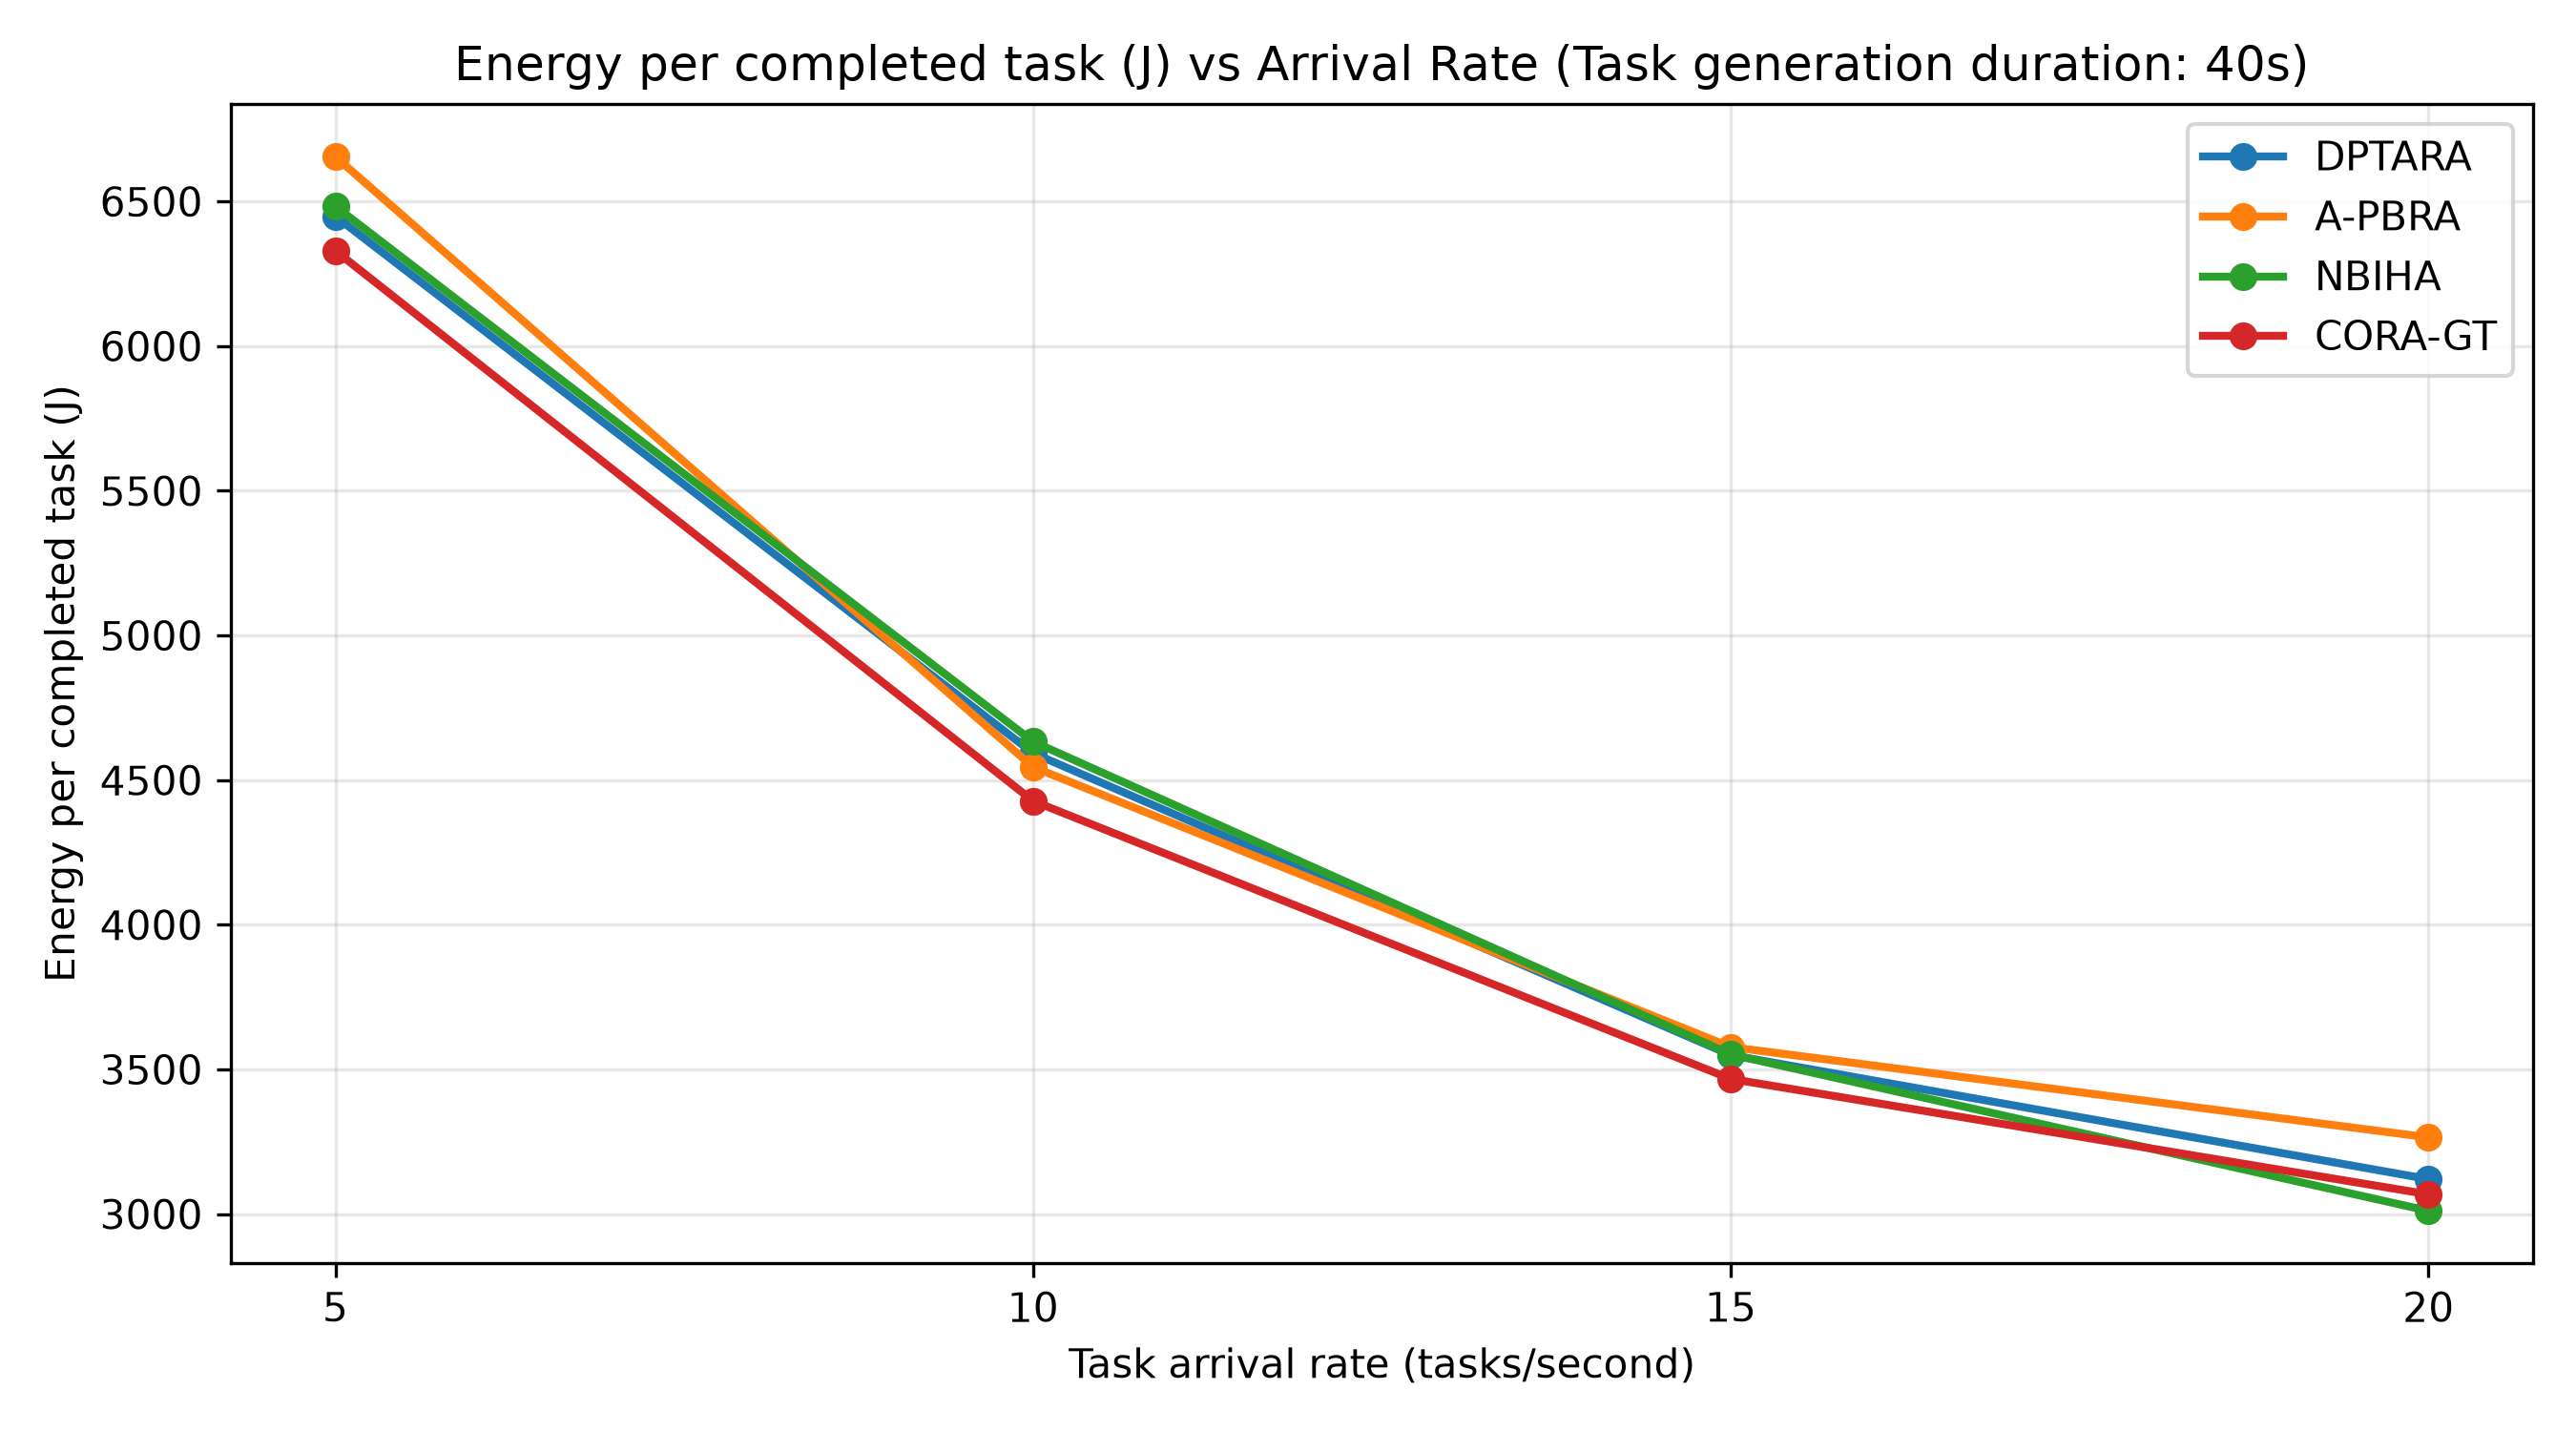 Energy per completed task (J) vs Arrival Rate (Task generation duration: 40s)
DPTARA
A-PBRA
NBIHA
CORA-GT
Energy per completed task (J)
6500
6000
5500
5000
4500
4000
3500
3000
5 10 15 20
Task arrival rate (tasks/second)